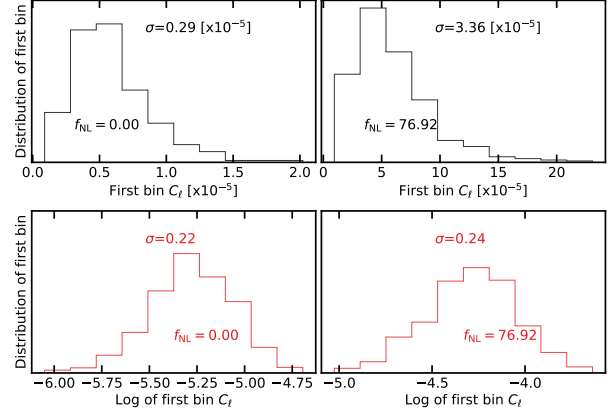 Distribution of first bin
σ=0.29 [x10⁻⁵]
f_NL = 0.00
0.0 0.5 1.0 1.5 2.0
First bin C_ℓ [x10⁻⁵]
σ=3.36 [x10⁻⁵]
f_NL = 76.92
0 10 20
First bin C_ℓ [x10⁻⁵]
Distribution of first bin
σ=0.22
f_NL = 0.00
−6.00 −5.75 −5.50 −5.25 −5.00 −4.75
Log of first bin C_ℓ
σ=0.24
f_NL = 76.92
−5.0 −4.5 −4.0
Log of first bin C_ℓ